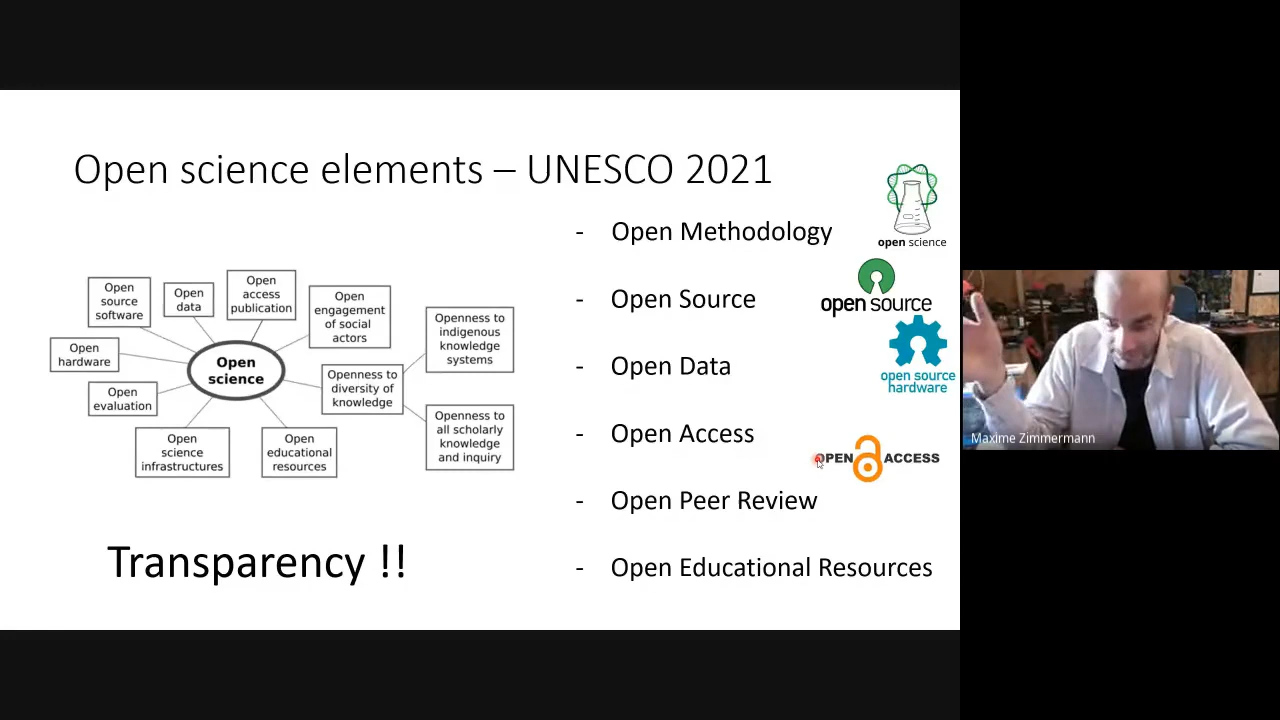 Open science elements – UNESCO 2021
Open
source
software
Open
data
Open
access
publication
Open
engagement
of social
actors
Openness to
indigenous
knowledge
systems
Open
hardware
Open
science
Openness to
diversity of
knowledge
Open
evaluation
Openness to
all scholarly
knowledge
and inquiry
Open
science
infrastructures
Open
educational
resources
Transparency !!
- Open Methodology
- Open Source
- Open Data
- Open Access
- Open Peer Review
- Open Educational Resources
open science
open source
open source
hardware
OPEN ACCESS
Maxime Zimmermann